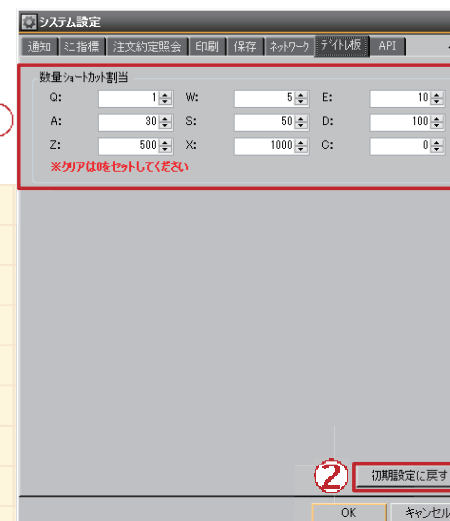 システム設定
通知 ミニ指標 注文約定照会 印刷 保存 ネットワーク デイトレ板 API
数量ショートカット割当
Q: 1 W: 5 E: 10
A: 30 S: 50 D: 100
Z: 500 X: 1000 C: 0
※クリアは0をセットしてください
② 初期設定に戻す
OK キャンセル